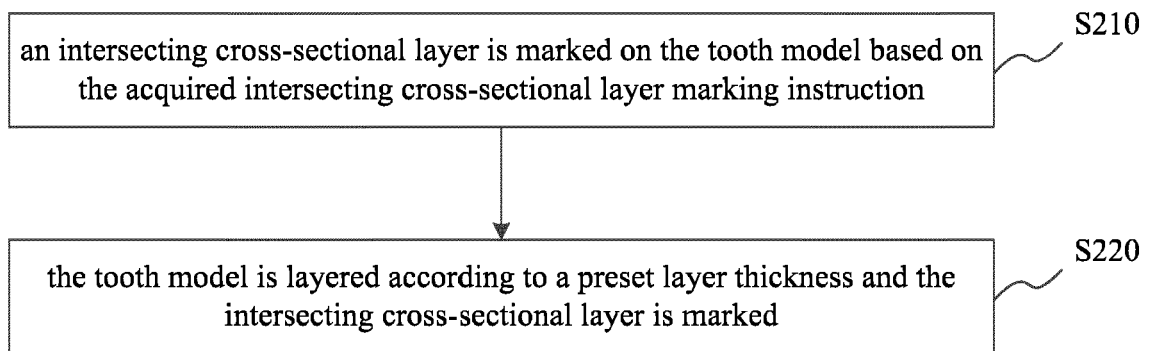 S210
an intersecting cross-sectional layer is marked on the tooth model based on
the acquired intersecting cross-sectional layer marking instruction
S220
the tooth model is layered according to a preset layer thickness and the
intersecting cross-sectional layer is marked